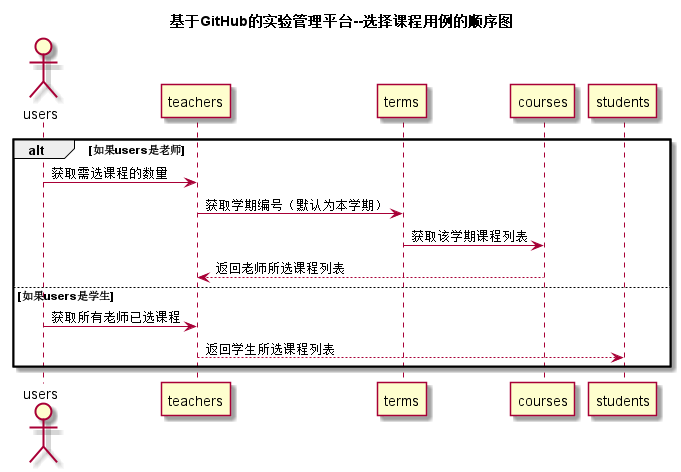 基于GitHub的实验管理平台--选择课程用例的顺序图
users
teachers
terms
courses
students
alt
[如果users是老师]
获取需选课程的数量
获取学期编号（默认为本学期）
获取该学期课程列表
返回老师所选课程列表
[如果users是学生]
获取所有老师已选课程
返回学生所选课程列表
users
teachers
terms
courses
students